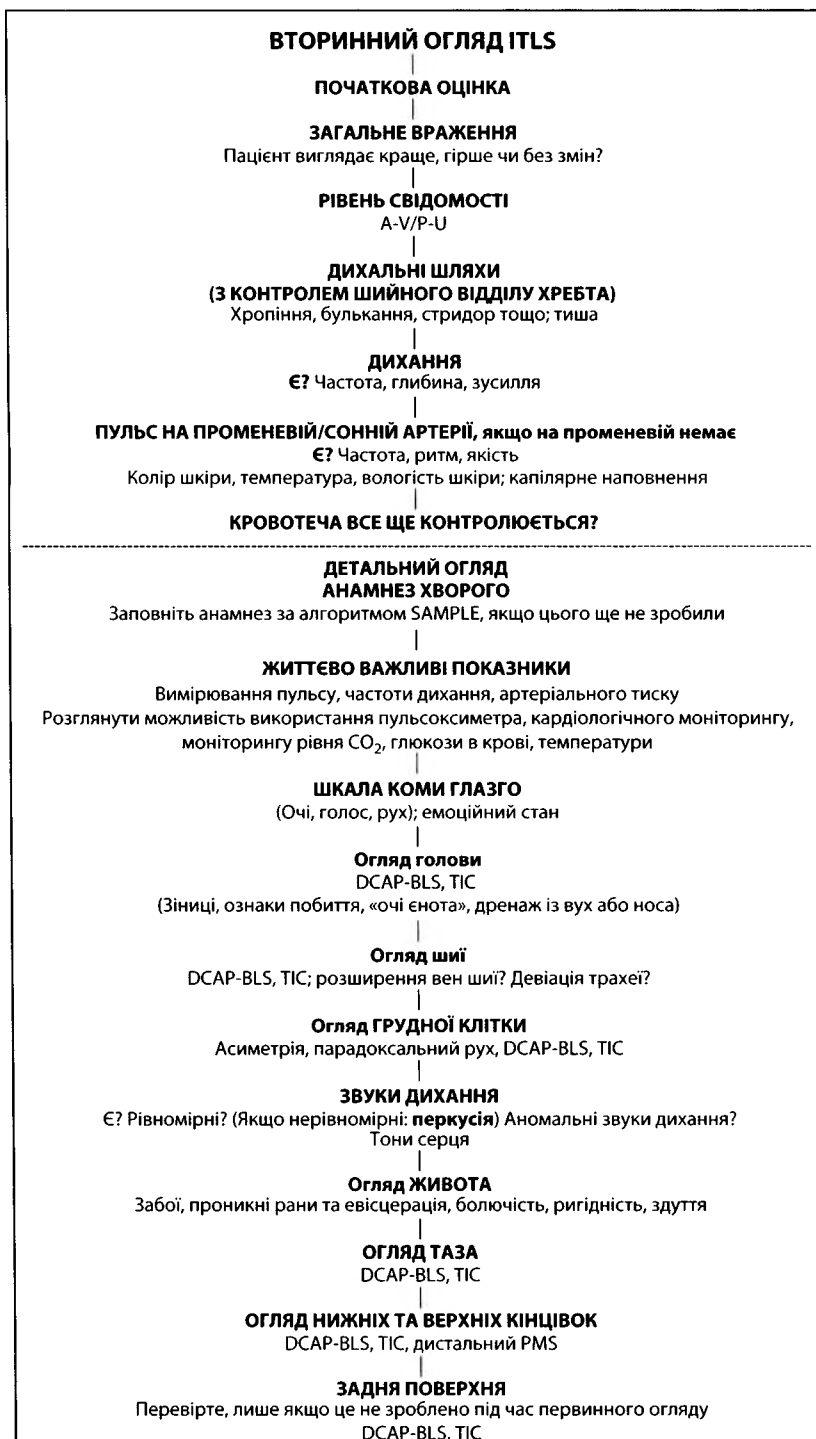 ВТОРИННИЙ ОГЛЯД ITLS
ПОЧАТКОВА ОЦІНКА
ЗАГАЛЬНЕ ВРАЖЕННЯ
Пацієнт виглядає краще, гірше чи без змін?
РІВЕНЬ СВІДОМОСТІ
A-V/P-U
ДИХАЛЬНІ ШЛЯХИ
(З КОНТРОЛЕМ ШИЙНОГО ВІДДІЛУ ХРЕБТА)
Хропіння, булькання, стридор тощо; тиша
ДИХАННЯ
Є? Частота, глибина, зусилля
ПУЛЬС НА ПРОМЕНЕВІЙ/СОННІЙ АРТЕРІЇ, якщо на променевій немає
Є? Частота, ритм, якість
Колір шкіри, температура, вологість шкіри; капілярне наповнення
КРОВОТЕЧА ВСЕ ЩЕ КОНТРОЛЮЄТЬСЯ?
ДЕТАЛЬНИЙ ОГЛЯД
АНАМНЕЗ ХВОРОГО
Заповніть анамнез за алгоритмом SAMPLE, якщо цього ще не зробили
ЖИТТЄВО ВАЖЛИВІ ПОКАЗНИКИ
Вимірювання пульсу, частоти дихання, артеріального тиску
Розглянути можливість використання пульсоксиметра, кардіологічного моніторингу,
моніторингу рівня CO₂, глюкози в крові, температури
ШКАЛА КОМИ ГЛАЗГО
(Очі, голос, рух); емоційний стан
Огляд голови
DCAP-BLS, TIC
(Зіниці, ознаки побиття, «очі єнота», дренаж із вух або носа)
Огляд шиї
DCAP-BLS, TIC; розширення вен шиї? Девіація трахеї?
Огляд ГРУДНОЇ КЛІТКИ
Асиметрія, парадоксальний рух, DCAP-BLS, TIC
ЗВУКИ ДИХАННЯ
Є? Рівномірні? (Якщо нерівномірні: перкусія) Аномальні звуки дихання?
Тони серця
Огляд ЖИВОТА
Забої, проникні рани та евісцерація, болючість, ригідність, здуття
ОГЛЯД ТАЗА
DCAP-BLS, TIC
ОГЛЯД НИЖНІХ ТА ВЕРХНІХ КІНЦІВОК
DCAP-BLS, TIC, дистальний PMS
ЗАДНЯ ПОВЕРХНЯ
Перевірте, лише якщо це не зроблено під час первинного огляду
DCAP-BLS, TIC